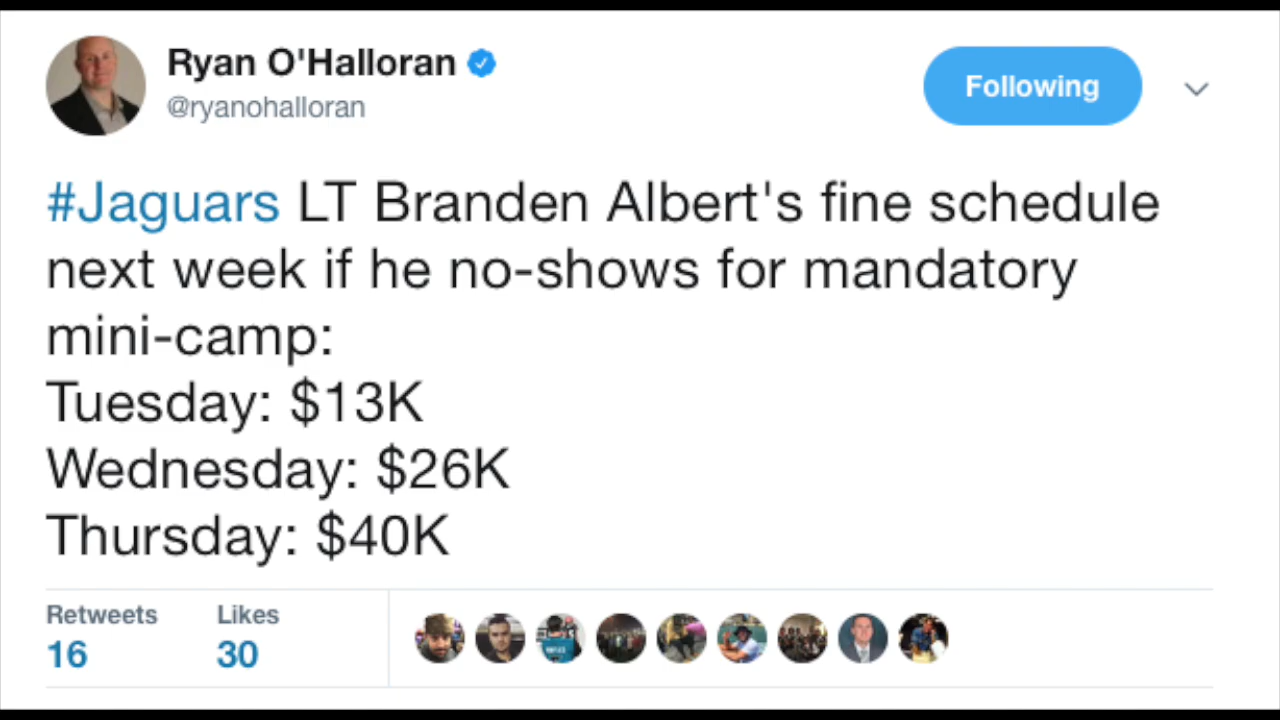 Ryan O'Halloran
@ryanohalloran
Following
#Jaguars LT Branden Albert's fine schedule
next week if he no-shows for mandatory
mini-camp:
Tuesday: $13K
Wednesday: $26K
Thursday: $40K
Retweets Likes
16 30